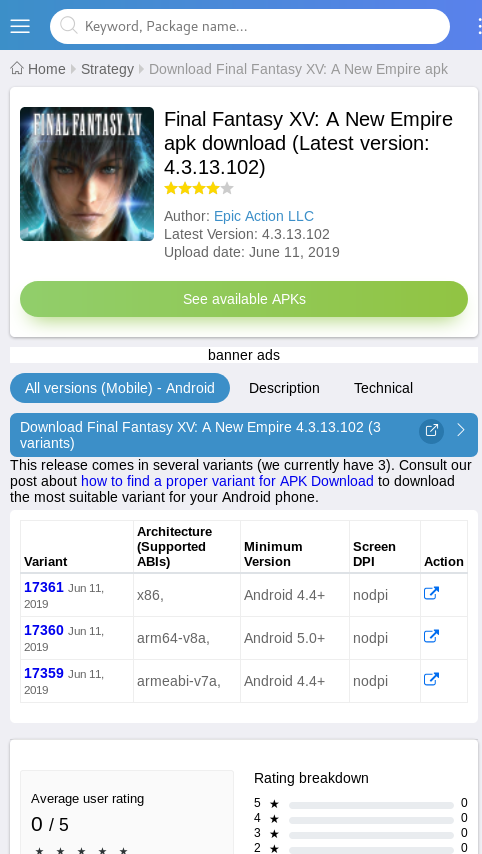 Keyword, Package name...
Home Strategy Download Final Fantasy XV: A New Empire apk
FINAL FANTASY XV
Final Fantasy XV: A New Empire
apk download (Latest version:
4.3.13.102)
Author: Epic Action LLC
Latest Version: 4.3.13.102
Upload date: June 11, 2019
See available APKs
banner ads
All versions (Mobile) - Android Description Technical
Download Final Fantasy XV: A New Empire 4.3.13.102 (3
variants)
This release comes in several variants (we currently have 3). Consult our
post about how to find a proper variant for APK Download to download
the most suitable variant for your Android phone.
Variant Architecture (Supported ABIs) Minimum Version Screen DPI Action
17361 Jun 11, 2019 x86, Android 4.4+ nodpi
17360 Jun 11, 2019 arm64-v8a, Android 5.0+ nodpi
17359 Jun 11, 2019 armeabi-v7a, Android 4.4+ nodpi
Average user rating
0 / 5
Rating breakdown
5 ★ 0
4 ★ 0
3 ★ 0
2 ★ 0